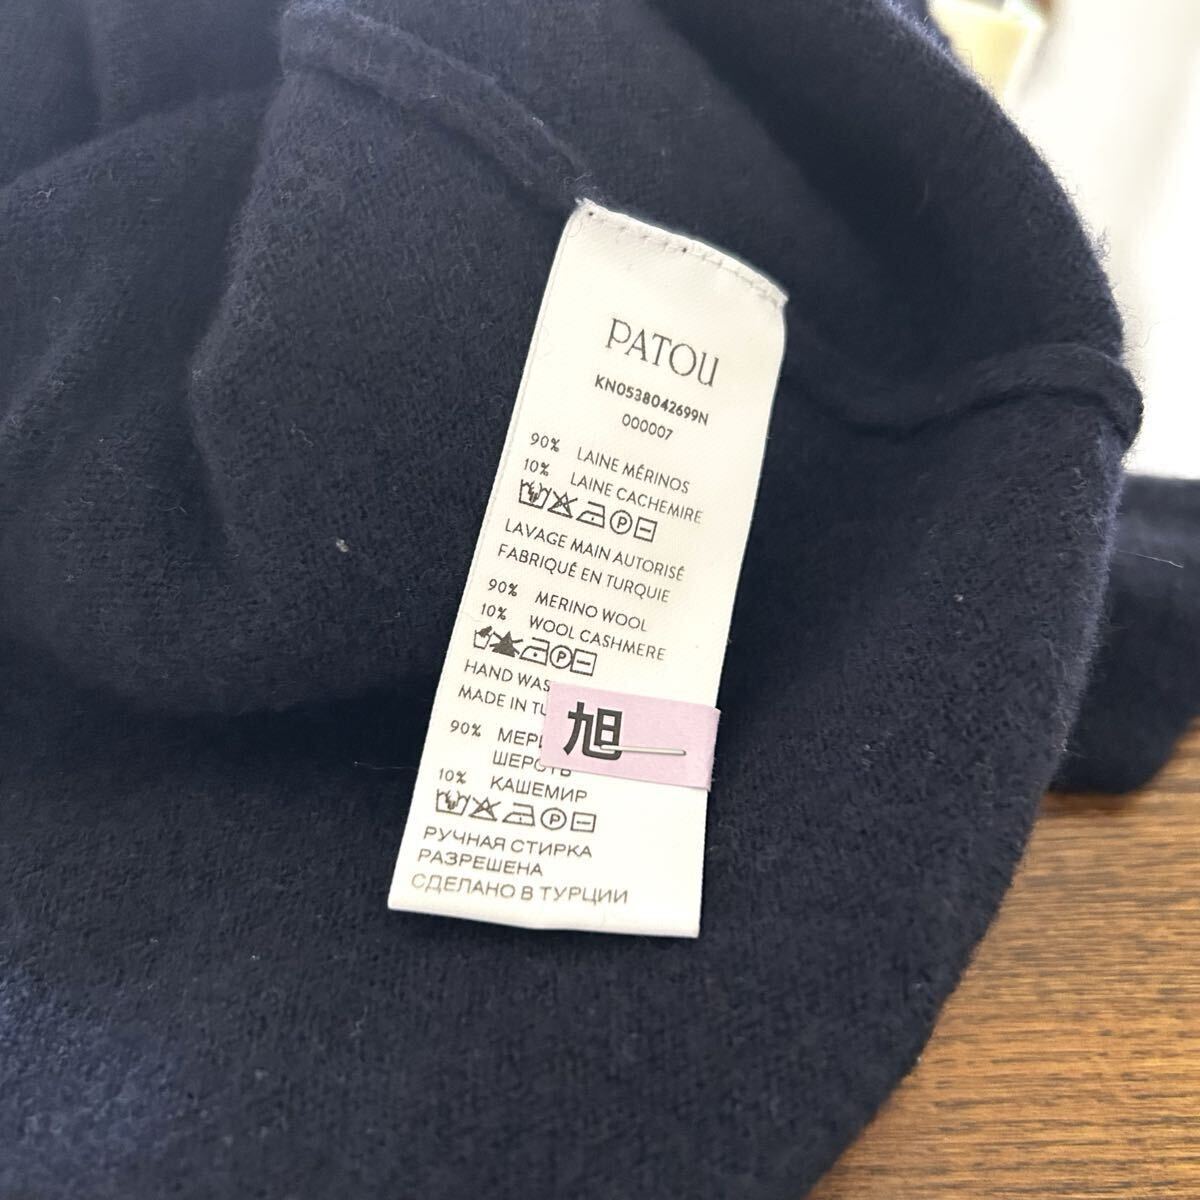 PATOU
KN0538042699N
000007
90% LAINE MÉRINOS
10% LAINE CACHEMIRE
LAVAGE MAIN AUTORISÉ
FABRIQUÉ EN TURQUIE
90% MERINO WOOL
10% WOOL CASHMERE
HAND WAS
MADE IN TU
旭
90% МЕРИ
ШЕРСТЬ
10% КАШЕМИР
РУЧНАЯ СТИРКА
РАЗРЕШЕНА
СДЕЛАНО В ТУРЦИИ